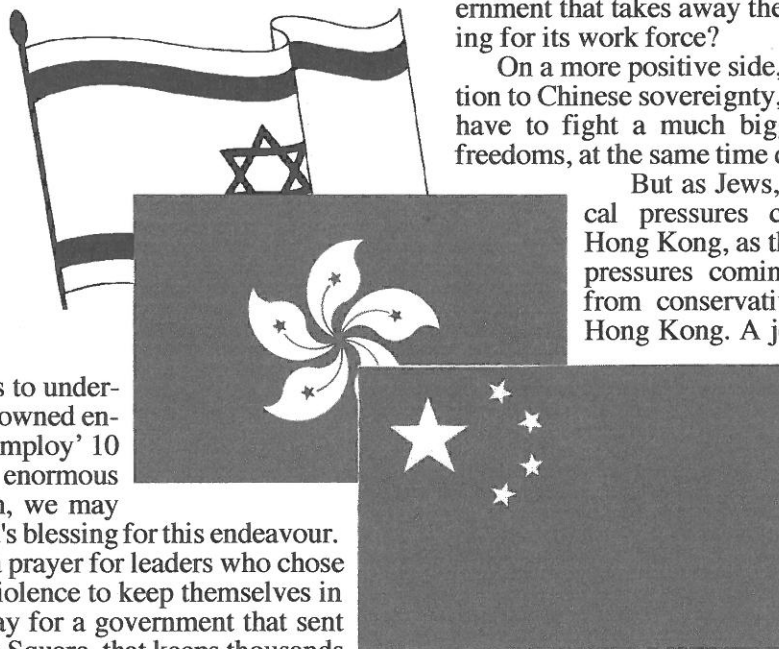 s to under-
owned en-
mploy' 10
enormous
n, we may
's blessing for this endeavour.
prayer for leaders who chose
iolence to keep themselves in
ay for a government that sent
Square, that keeps thousands
ernment that takes away the
ing for its work force?
On a more positive side,
tion to Chinese sovereignty,
have to fight a much big
freedoms, at the same time
But as Jews,
cal pressures c
Hong Kong, as th
pressures comin
from conservati
Hong Kong. A j